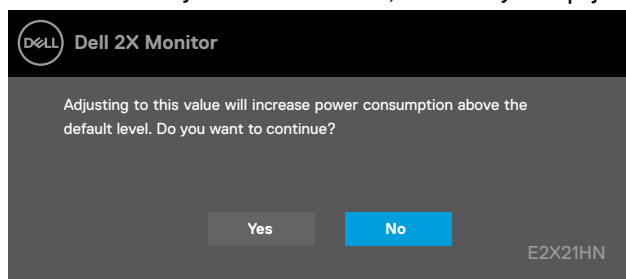 DELL
Dell 2X Monitor
Adjusting to this value will increase power consumption above the
default level. Do you want to continue?
Yes No
E2X21HN